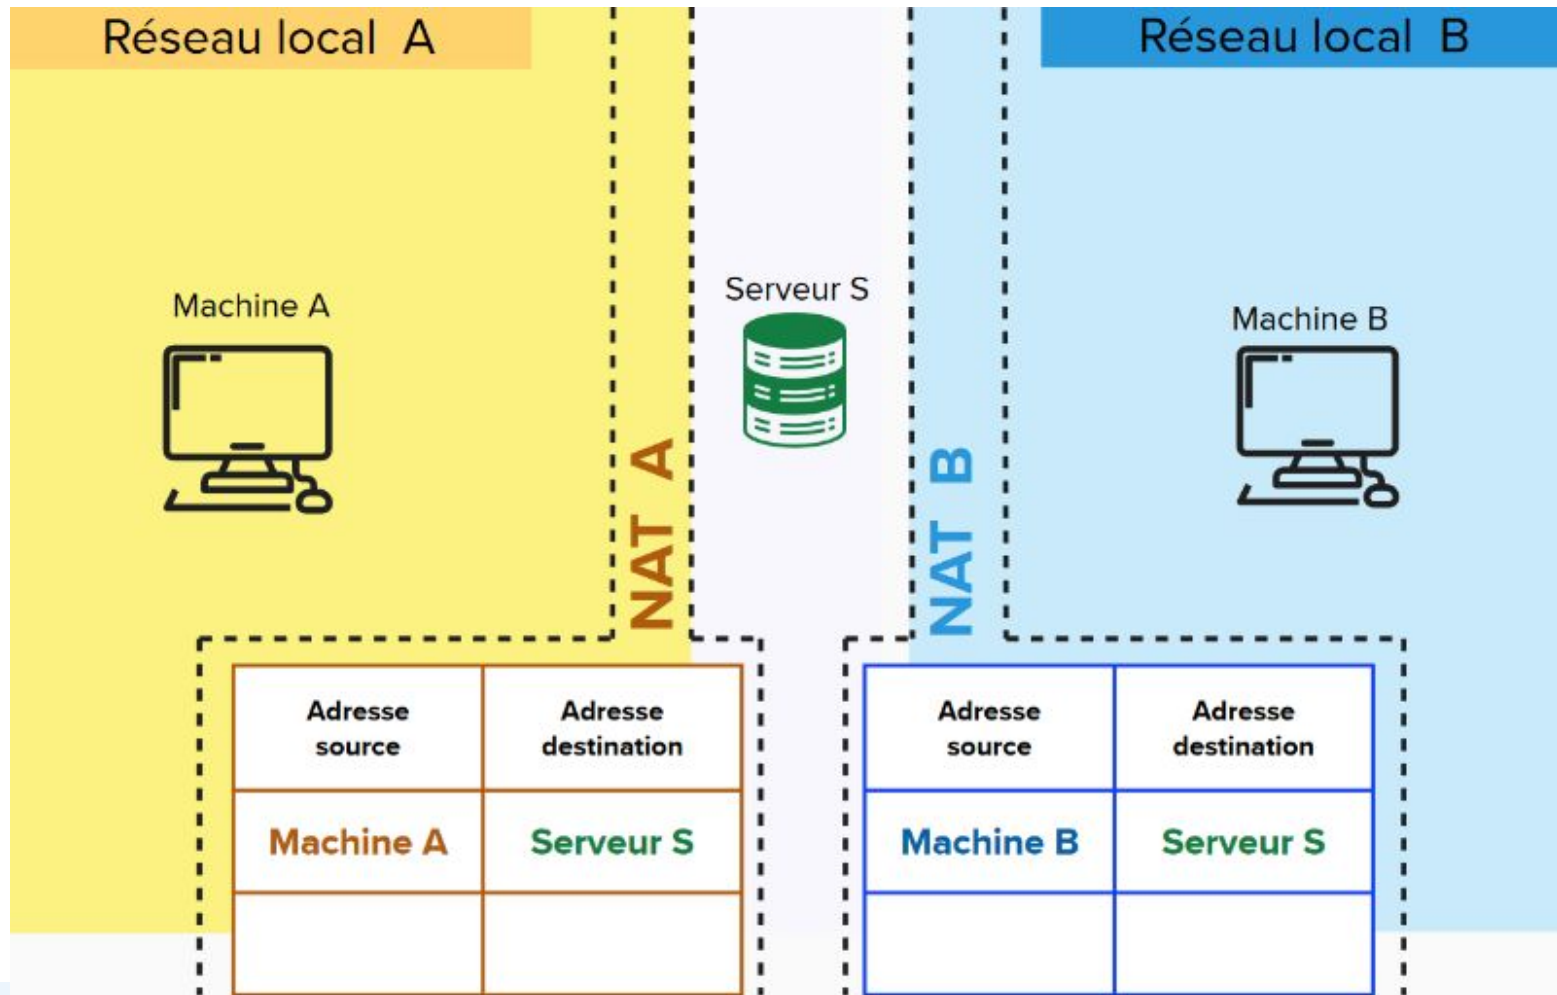 Réseau local A
Réseau local B
Machine A
Serveur S
Machine B
NAT A
NAT B
Adresse
source
Adresse
destination
Machine A
Serveur S
Adresse
source
Adresse
destination
Machine B
Serveur S